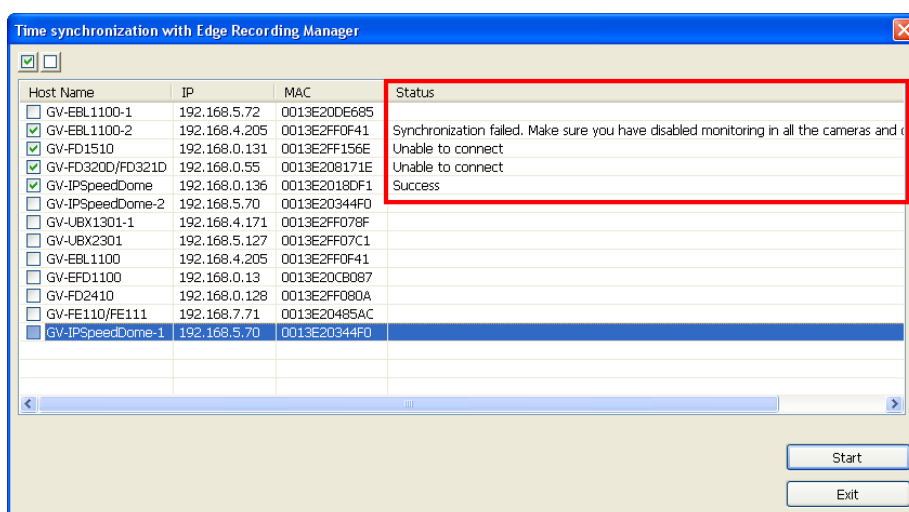 Time synchronization with Edge Recording Manager
Host Name IP MAC Status
GV-EBL1100-1 192.168.5.72 0013E20DE685
GV-EBL1100-2 192.168.4.205 0013E2FF0F41 Synchronization failed. Make sure you have disabled monitoring in all the cameras and
GV-FD1510 192.168.0.131 0013E2FF156E Unable to connect
GV-FD320D/FD321D 192.168.0.55 0013E208171E Unable to connect
GV-IPSpeedDome 192.168.0.136 0013E2018DF1 Success
GV-IPSpeedDome-2 192.168.5.70 0013E20344F0
GV-UBX1301-1 192.168.4.171 0013E2FF078F
GV-UBX2301 192.168.5.127 0013E2FF07C1
GV-EBL1100 192.168.4.205 0013E2FF0F41
GV-EFD1100 192.168.0.13 0013E20CB087
GV-FD2410 192.168.0.128 0013E2FF080A
GV-FE110/FE111 192.168.7.71 0013E20485AC
GV-IPSpeedDome-1 192.168.5.70 0013E20344F0
Start
Exit